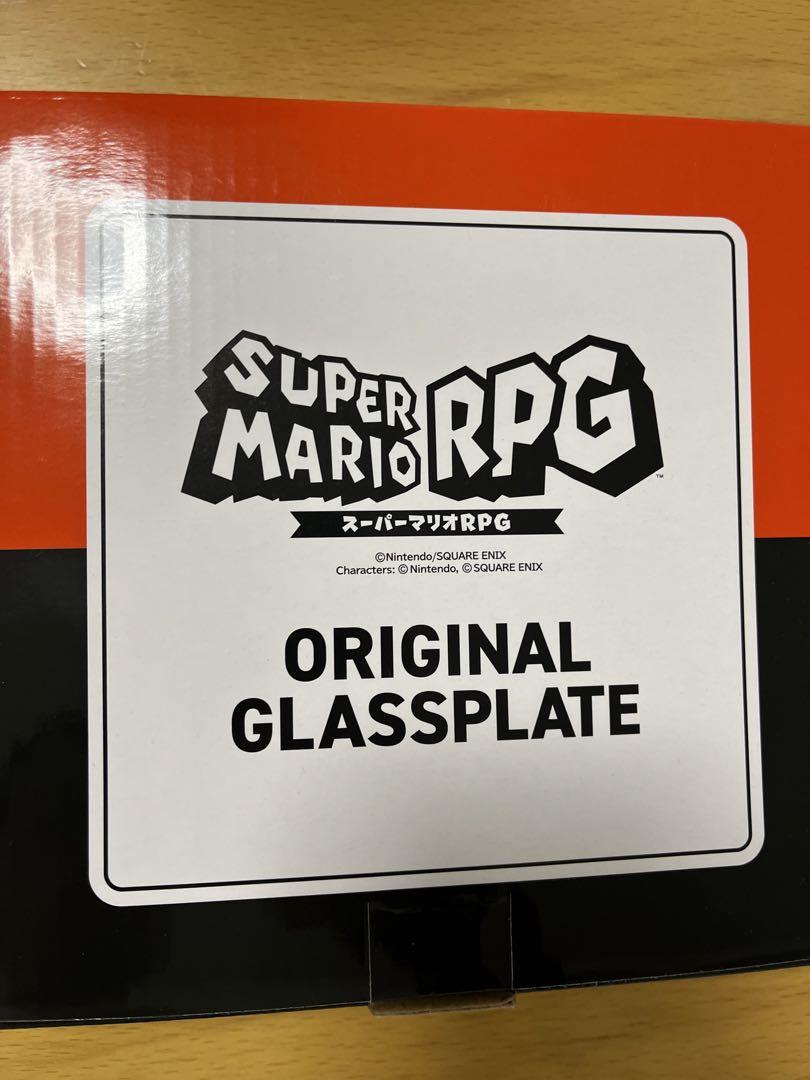 SUPER
MARIO RPG
™
スーパーマリオRPG
©Nintendo/SQUARE ENIX
Characters: © Nintendo, © SQUARE ENIX
ORIGINAL
GLASSPLATE